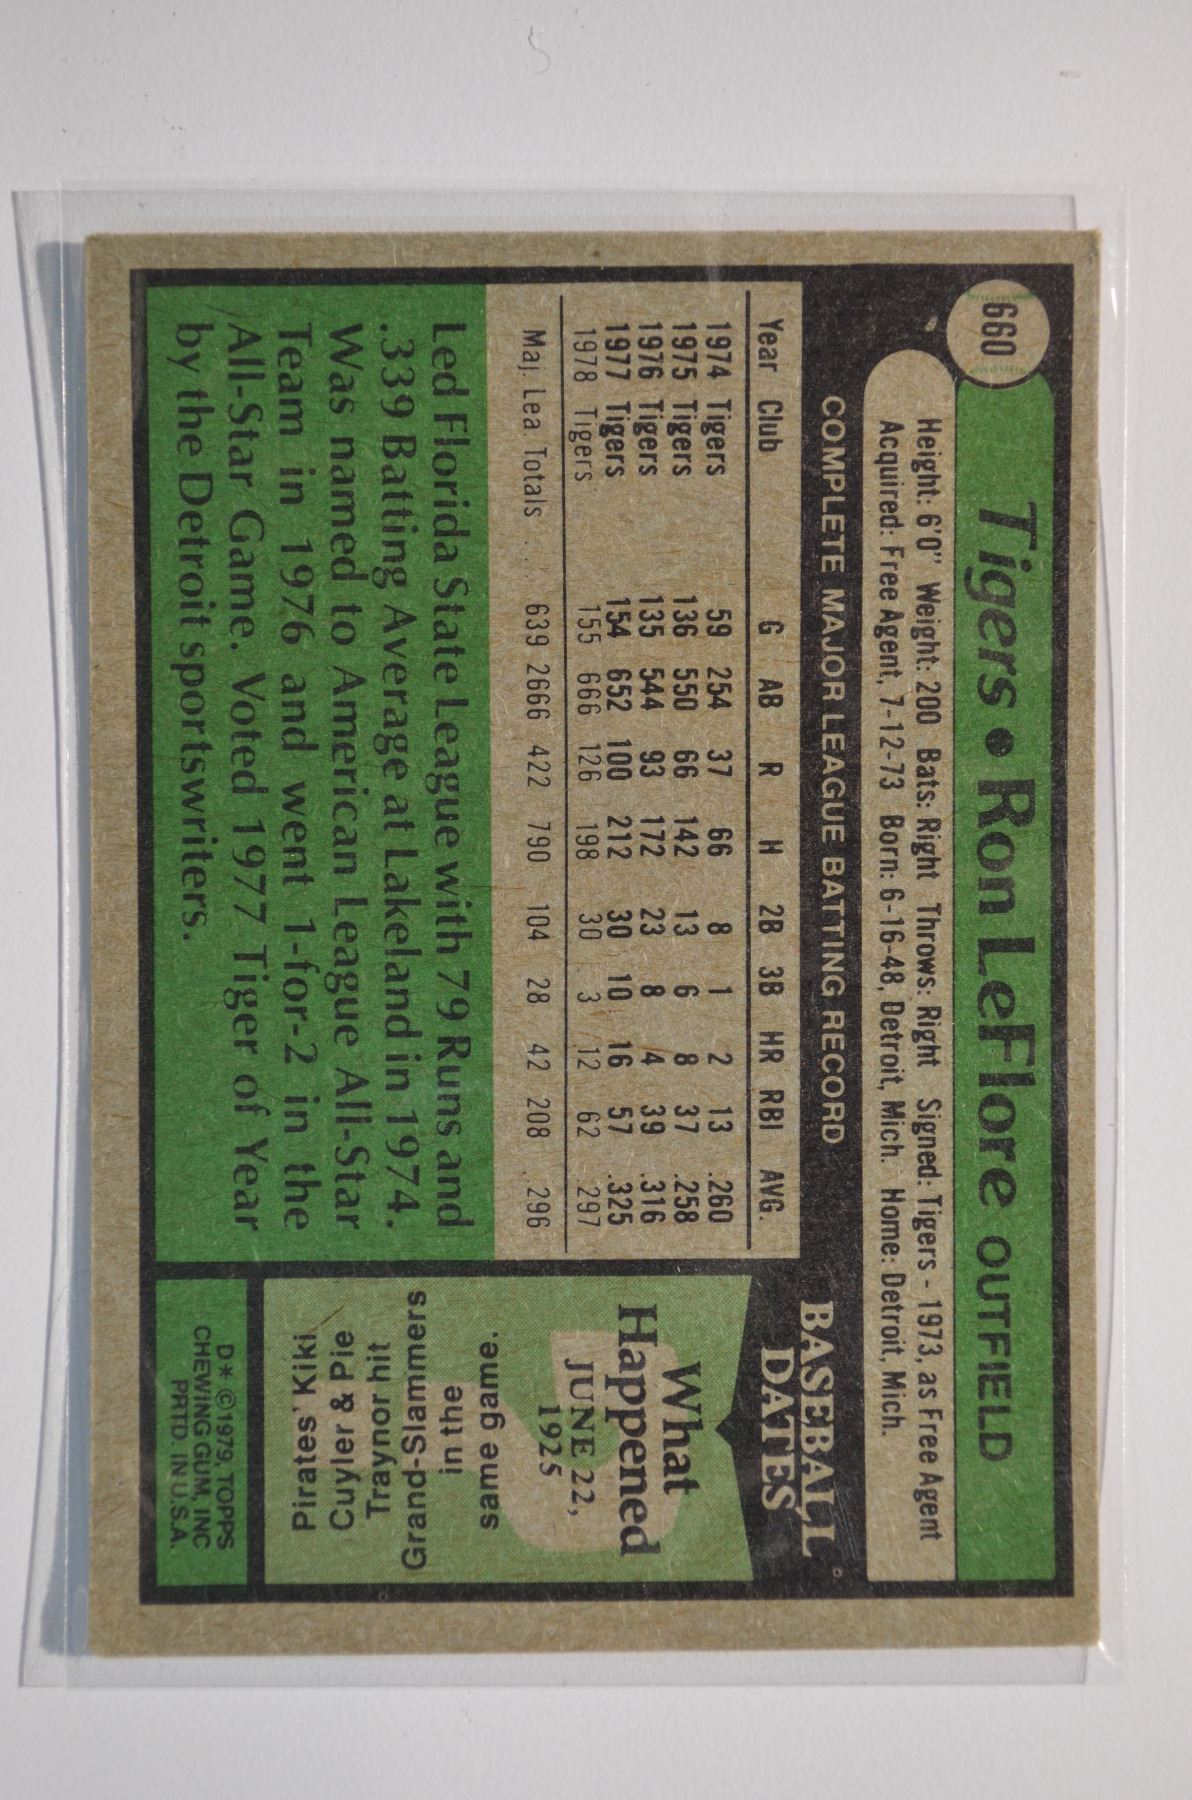 660
Tigers • Ron LeFlore OUTFIELD
Height: 6'0" Weight: 200 Bats: Right Throws: Right Signed: Tigers - 1973, as Free Agent
Acquired: Free Agent, 7-12-73 Born: 6-16-48, Detroit, Mich. Home: Detroit, Mich.
COMPLETE MAJOR LEAGUE BATTING RECORD
Year Club G AB R H 2B 3B HR RBI AVG.
1974 Tigers 59 254 37 66 8 1 2 13 .260
1975 Tigers 136 550 66 142 13 6 8 37 .258
1976 Tigers 135 544 93 172 23 8 4 39 .316
1977 Tigers 154 652 100 212 30 10 16 57 .325
1978 Tigers 155 666 126 198 30 3 12 62 .297
Maj. Lea. Totals . . . 639 2666 422 790 104 28 42 208 .296
Led Florida State League with 79 Runs and
.339 Batting Average at Lakeland in 1974.
Was named to American League All-Star
Team in 1976 and went 1-for-2 in the
All-Star Game. Voted 1977 Tiger of Year
by the Detroit sportswriters.
BASEBALL
DATES
What
Happened
JUNE 22,
1925
Pirates' Kiki
Cuyler & Pie
Traynor hit
Grand-Slammers
in the
same game.
D* © 1979, TOPPS
CHEWING GUM, INC
PRTD. IN U.S.A.